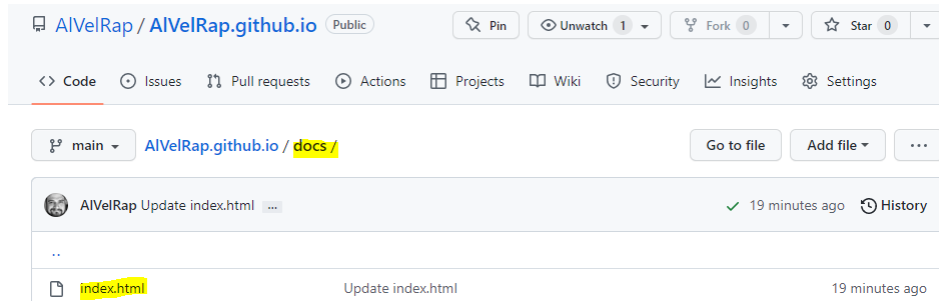 AlVelRap / AlVelRap.github.io Public Pin Unwatch 1 Fork 0 Star 0
<> Code Issues Pull requests Actions Projects Wiki Security Insights Settings
main AlVelRap.github.io / docs / Go to file Add file ...
AlVelRap Update index.html ... 19 minutes ago History
..
index.html Update index.html 19 minutes ago